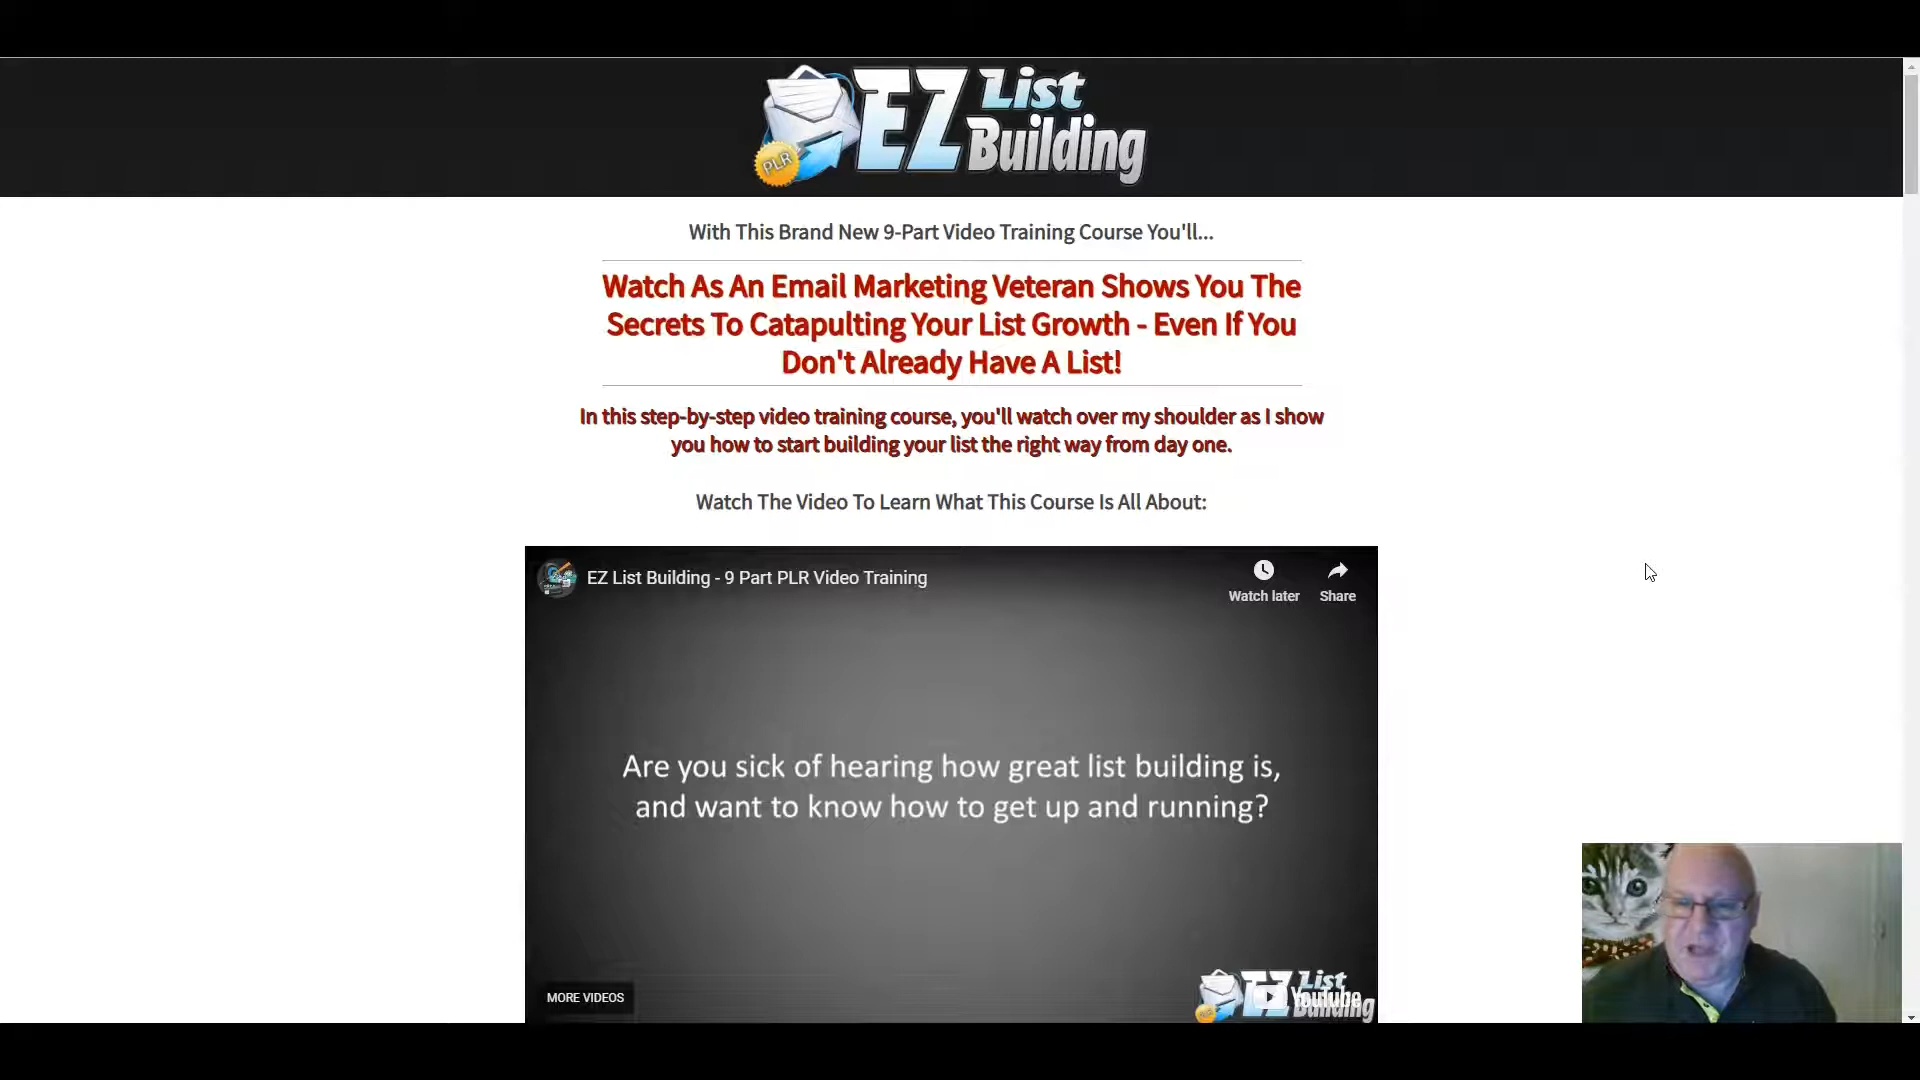 EZ List
Building
PLR
With This Brand New 9-Part Video Training Course You'll...
Watch As An Email Marketing Veteran Shows You The
Secrets To Catapulting Your List Growth - Even If You
Don't Already Have A List!
In this step-by-step video training course, you'll watch over my shoulder as I show
you how to start building your list the right way from day one.
Watch The Video To Learn What This Course Is All About:
EZ List Building - 9 Part PLR Video Training
Watch later
Share
Are you sick of hearing how great list building is,
and want to know how to get up and running?
MORE VIDEOS
EZ List
YouTube
Building